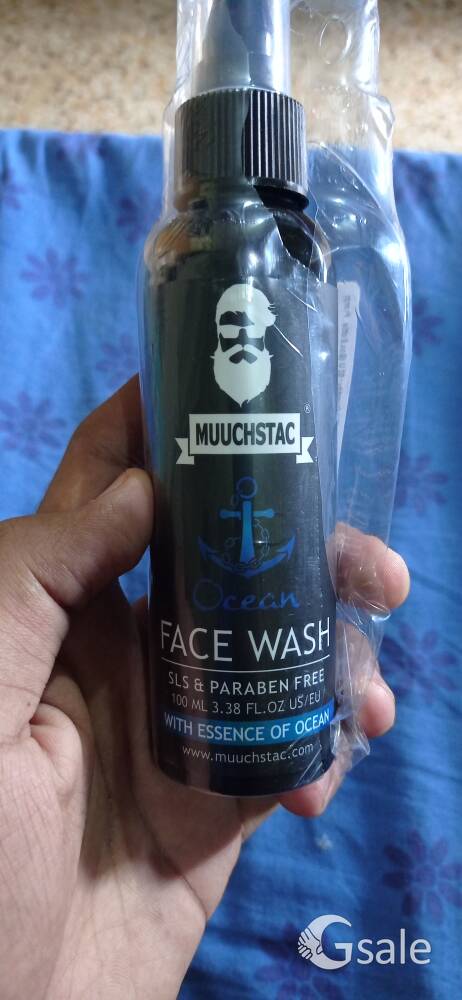 MUUCHSTAC
®
Ocean
FACE WASH
SLS & PARABEN FREE
100 ML 3.38 FL.OZ US/EU
WITH ESSENCE OF OCEAN
www.muuchstac.com
Gsale